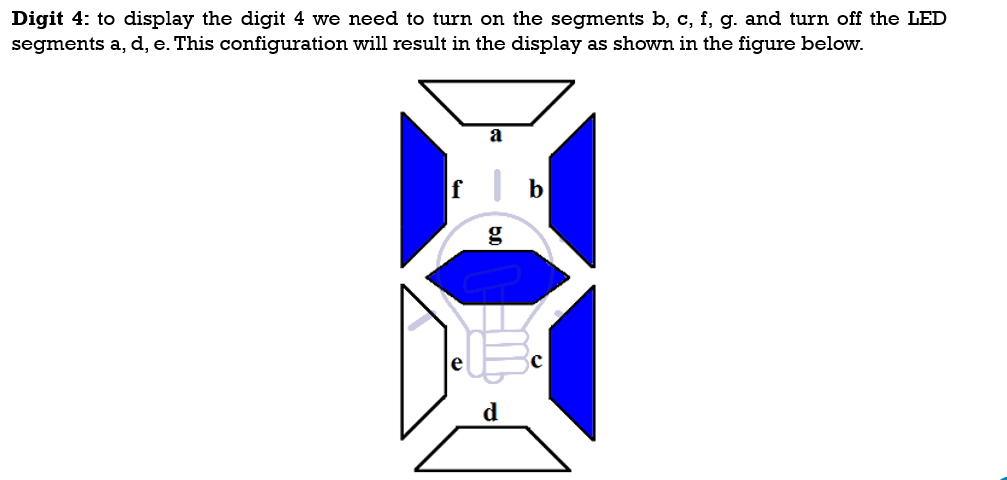 Digit 4: to display the digit 4 we need to turn on the segments b, c, f, g. and turn off the LED
segments a, d, e. This configuration will result in the display as shown in the figure below.
a
f b
g
e c
d